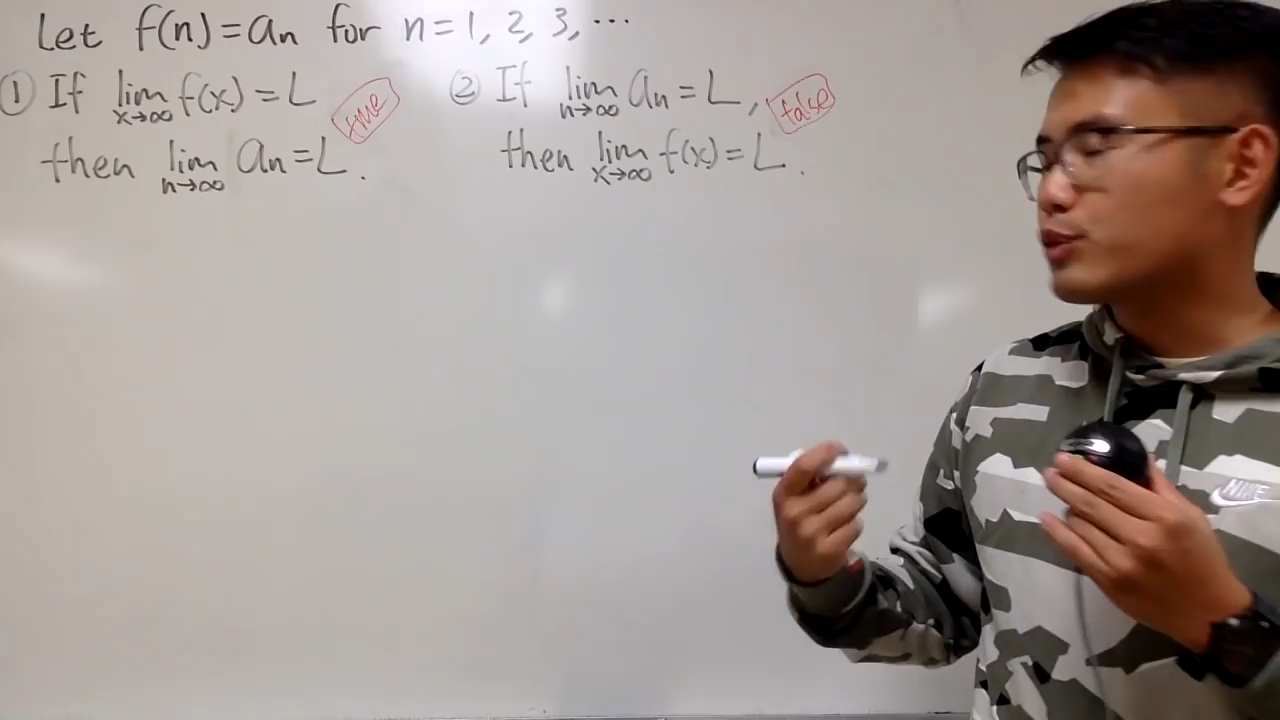 Let f(n)=aₙ for n=1, 2, 3, ...
① If lim x→∞ f(x)=L true
then lim n→∞ aₙ=L.
② If lim n→∞ aₙ=L, false
then lim x→∞ f(x)=L.
NIKE